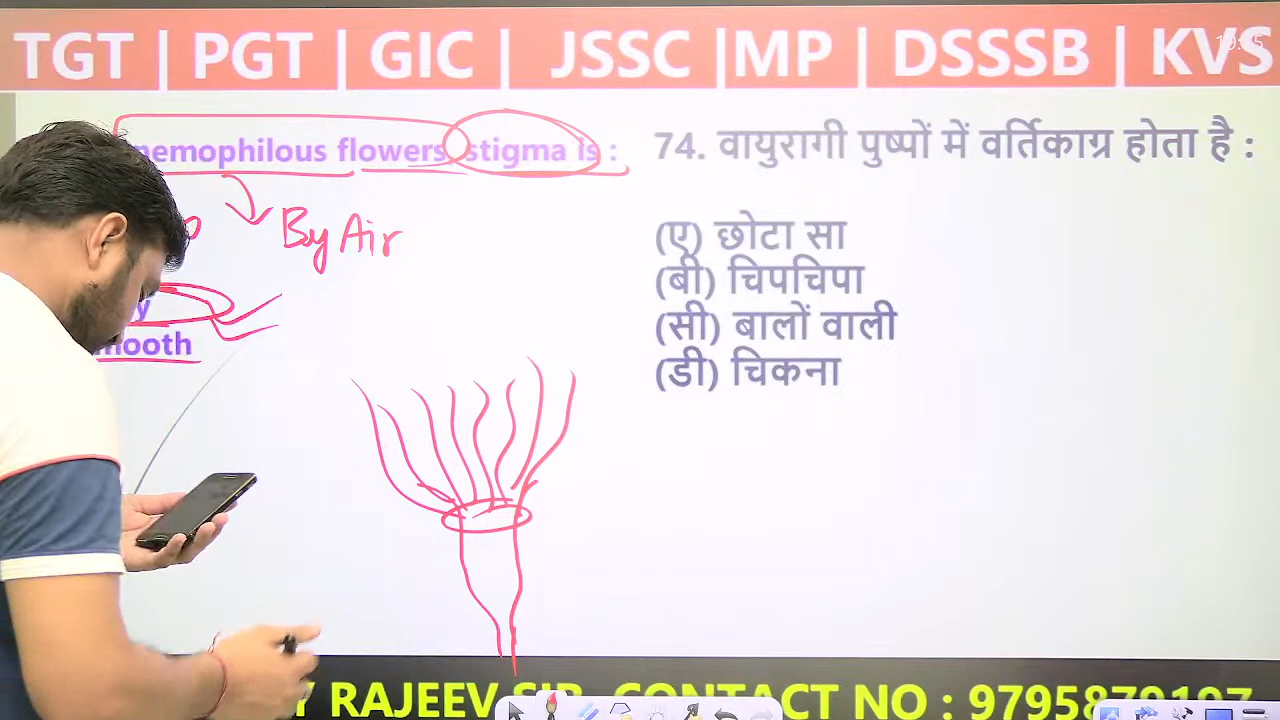 TGT | PGT | GIC | JSSC | MP | DSSSB | KVS
nemophilous flowers stigma is :
By Air
y
mooth
74. वायुरागी पुष्पों में वर्तिकाग्र होता है :
(ए) छोटा सा
(बी) चिपचिपा
(सी) बालों वाली
(डी) चिकना
Y RAJEEV SIR CONTACT NO : 9795879197